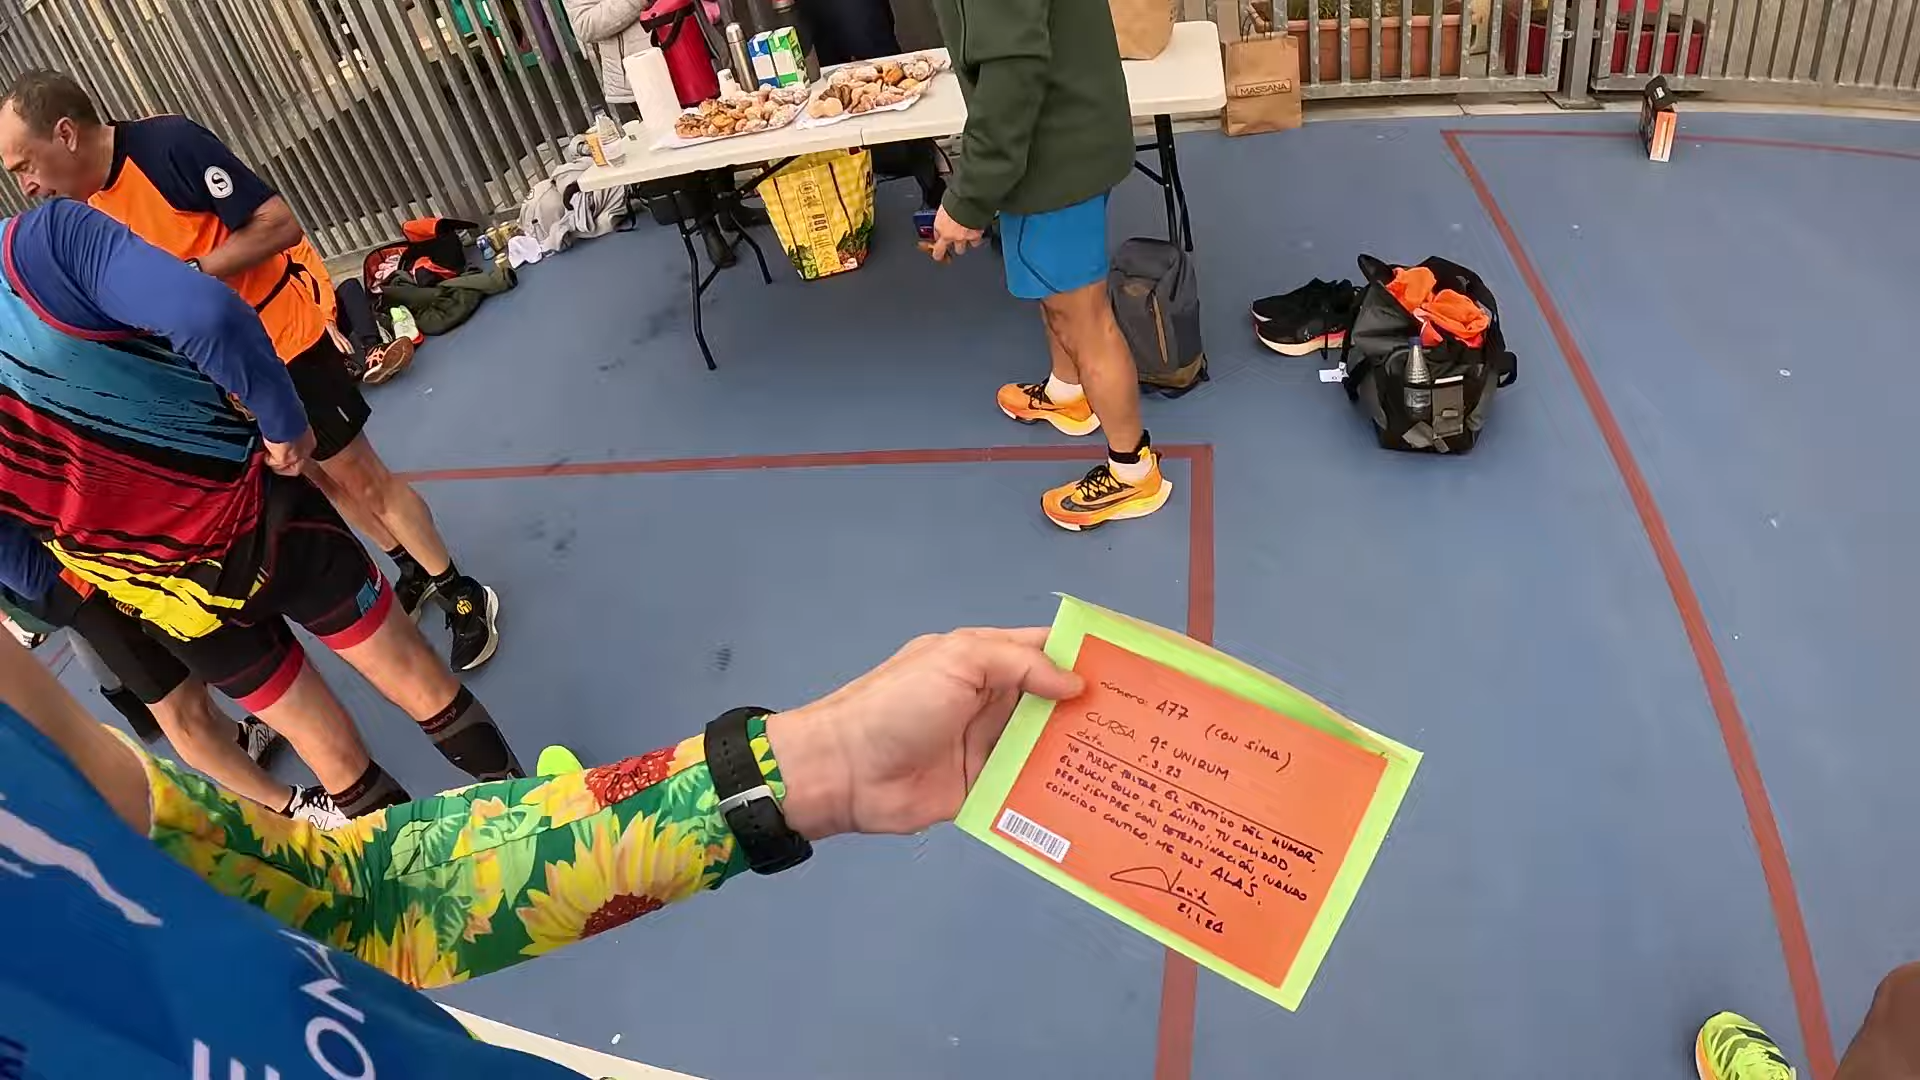 MASSANA
número: 477 (CON SIMA)
CURSA 9ª UNIRUM
data 5.3.23
NO PUEDE FALTAR EL SENTIDO DEL HUMOR,
EL BUEN ROLLO, EL ÁNIMO, TU CALIDAD,
PERO SIEMPRE CON DETERMINACIÓN, CUANDO
COINCIDO CONTIGO, ME DAS ALAS.
David
21.1.24